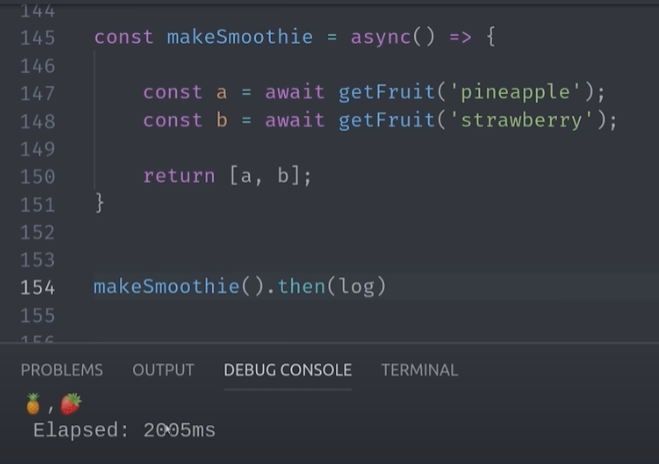 144
145 const makeSmoothie = async() => {
146
147 const a = await getFruit('pineapple');
148 const b = await getFruit('strawberry');
149
150 return [a, b];
151 }
152
153
154 makeSmoothie().then(log)
155
156
PROBLEMS OUTPUT DEBUG CONSOLE TERMINAL
🍍,🍓
Elapsed: 2005ms